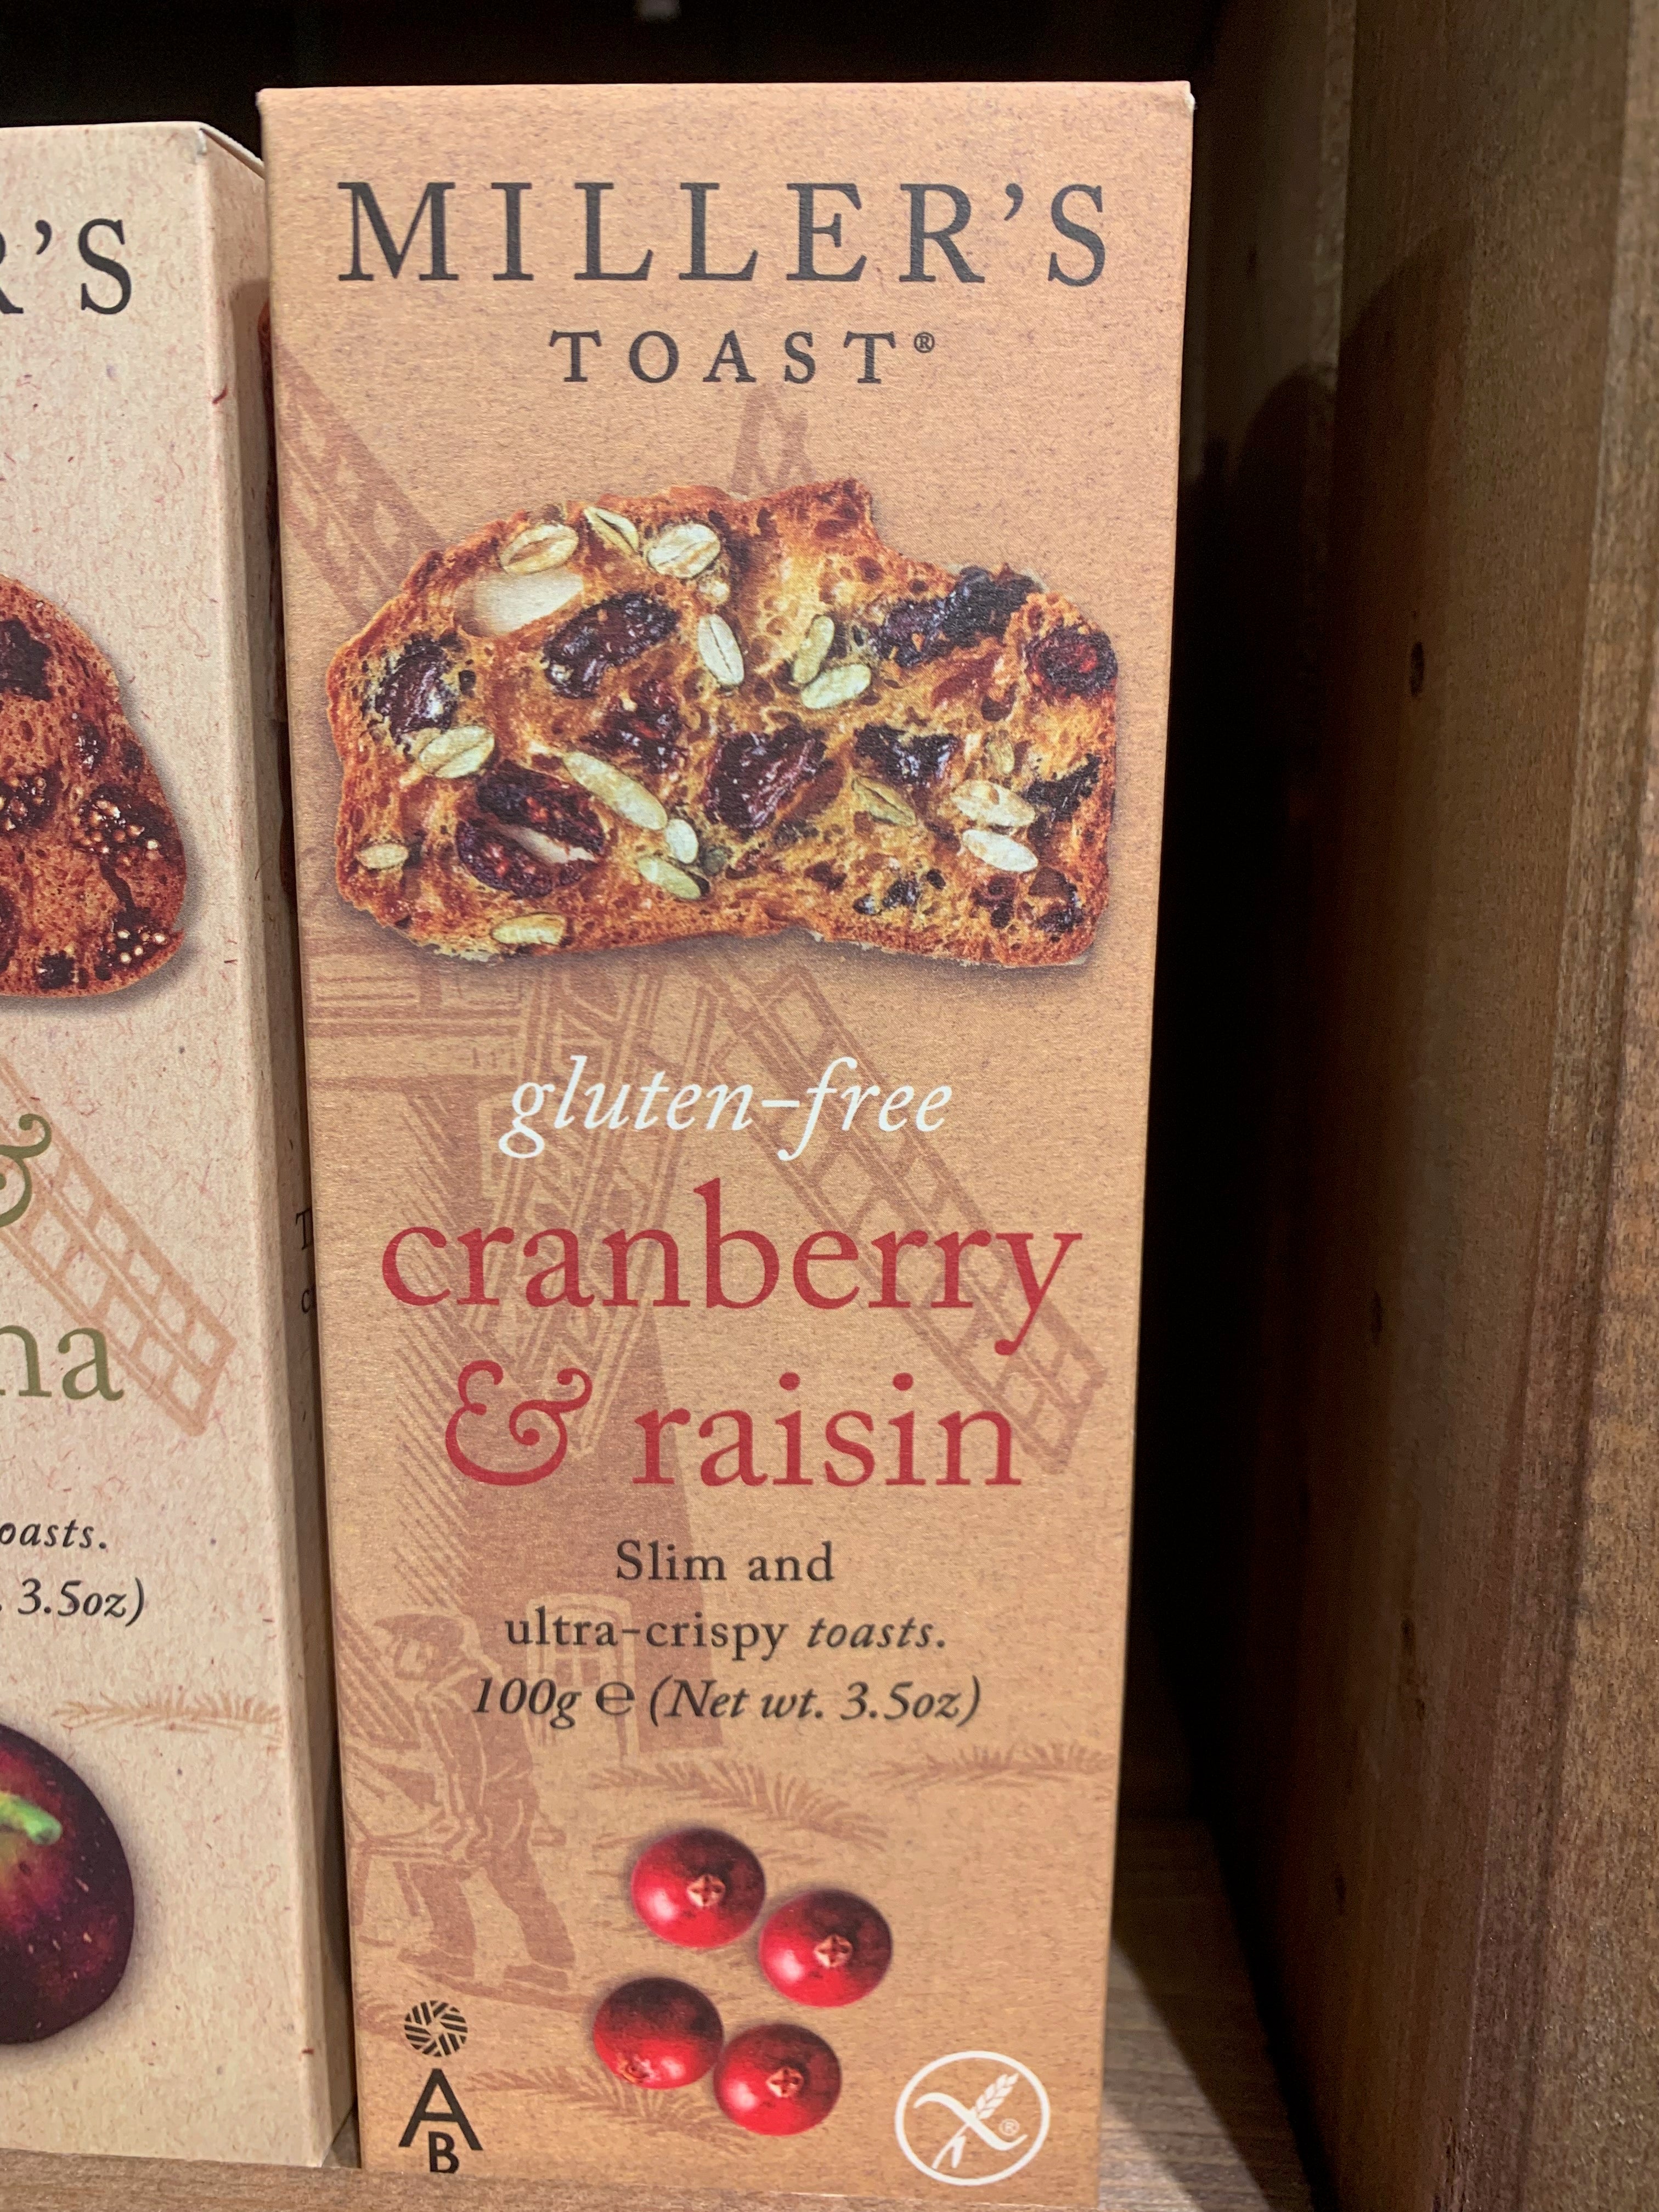 R'S
&
na
oasts.
. 3.5oz)
MILLER'S
TOAST®
gluten-free
cranberry
& raisin
Slim and
ultra-crispy toasts.
100g ℮ (Net wt. 3.5oz)
A
B
®